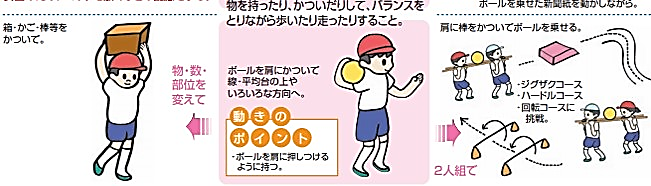 物を持ったり、かついだりして、バランスを
とりながら歩いたり走ったりすること。
箱・かご・棒等を
かついで。
物・数・
部位を
変えて
ボールを肩にかついで
線・平均台の上や
いろいろな方向へ。
動きの
ポイント
・ボールを肩に押しつける
ように持つ。
ボールを乗せた新聞紙を動かしながら。
肩に棒をかついでボールを乗せる。
・ジグザグコース
・ハードルコース
・回転コースに
挑戦。
2人組で